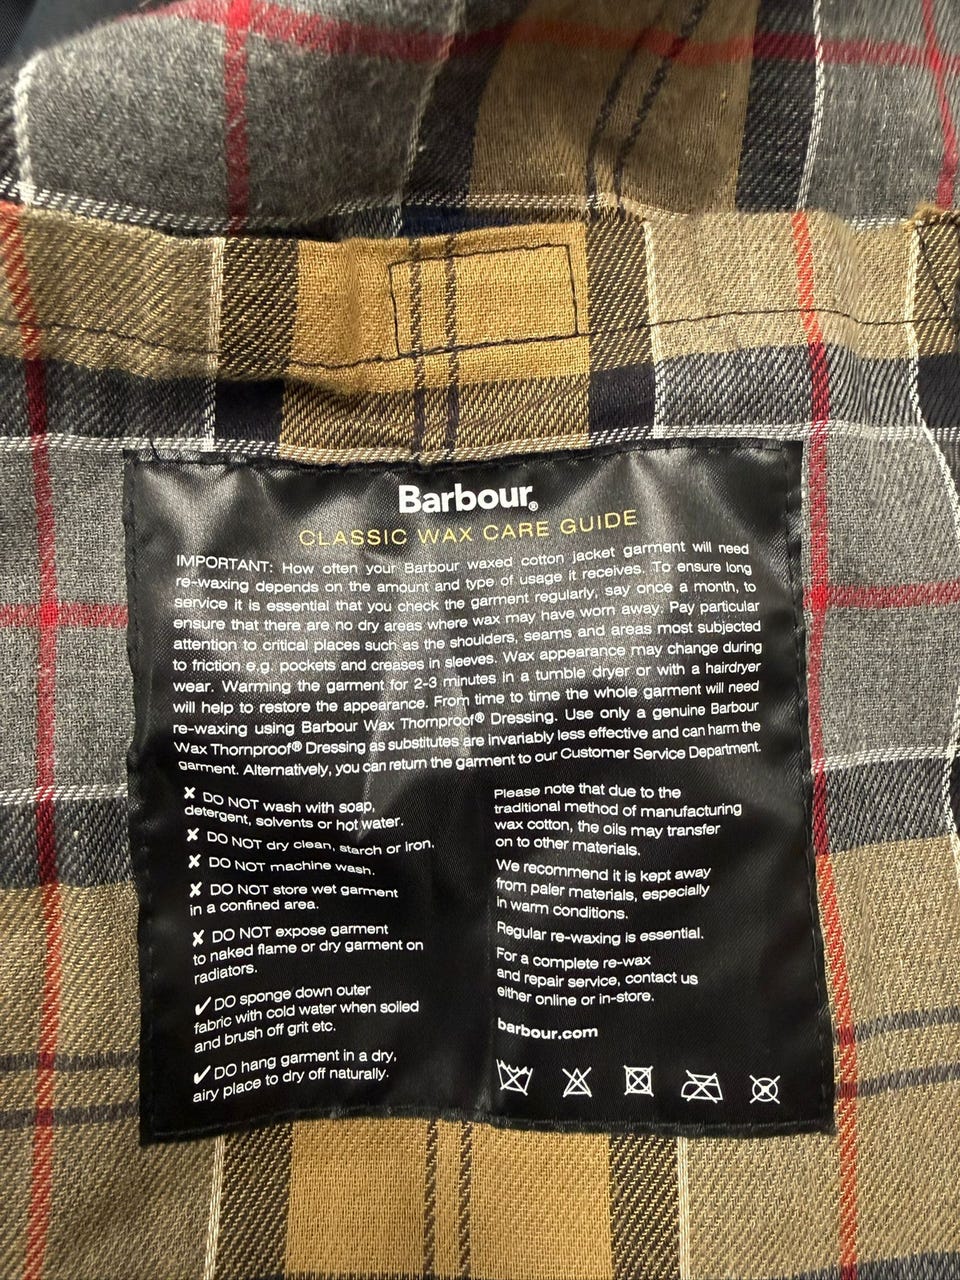 Barbour®
CLASSIC WAX CARE GUIDE
IMPORTANT: How often your Barbour waxed cotton jacket garment will need
re-waxing depends on the amount and type of usage it receives. To ensure long
service it is essential that you check the garment regularly, say once a month, to
ensure that there are no dry areas where wax may have worn away. Pay particular
attention to critical places such as the shoulders, seams and areas most subjected
to friction e.g. pockets and creases in sleeves. Wax appearance may change during
wear. Warming the garment for 2-3 minutes in a tumble dryer or with a hairdryer
will help to restore the appearance. From time to time the whole garment will need
re-waxing using Barbour Wax Thornproof® Dressing. Use only a genuine Barbour
Wax Thornproof® Dressing as substitutes are invariably less effective and can harm the
garment. Alternatively, you can return the garment to our Customer Service Department.
✘ DO NOT wash with soap,
detergent, solvents or hot water.
✘ DO NOT dry clean, starch or iron.
✘ DO NOT machine wash.
✘ DO NOT store wet garment
in a confined area.
✘ DO NOT expose garment
to naked flame or dry garment on
radiators.
✔ DO sponge down outer
fabric with cold water when soiled
and brush off grit etc.
✔ DO hang garment in a dry,
airy place to dry off naturally.
Please note that due to the
traditional method of manufacturing
wax cotton, the oils may transfer
on to other materials.
We recommend it is kept away
from paler materials, especially
in warm conditions.
Regular re-waxing is essential.
For a complete re-wax
and repair service, contact us
either online or in-store.
barbour.com